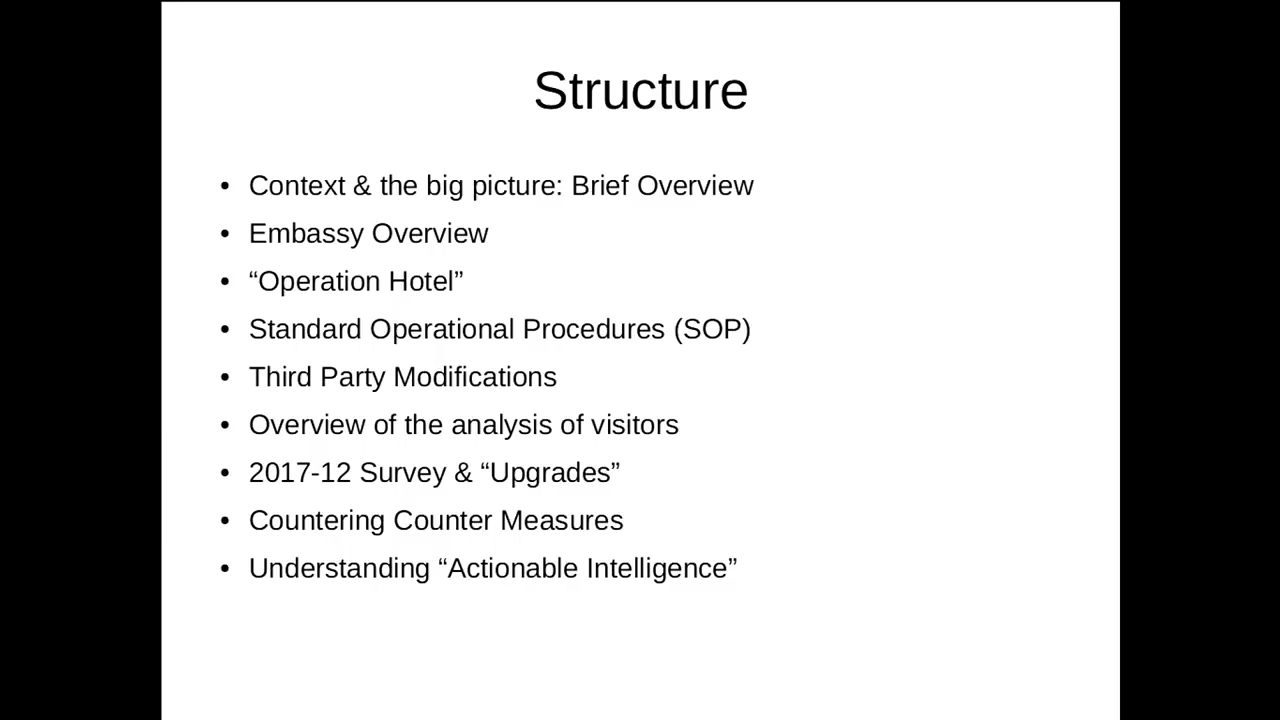 Structure
• Context & the big picture: Brief Overview
• Embassy Overview
• “Operation Hotel”
• Standard Operational Procedures (SOP)
• Third Party Modifications
• Overview of the analysis of visitors
• 2017-12 Survey & “Upgrades”
• Countering Counter Measures
• Understanding “Actionable Intelligence”